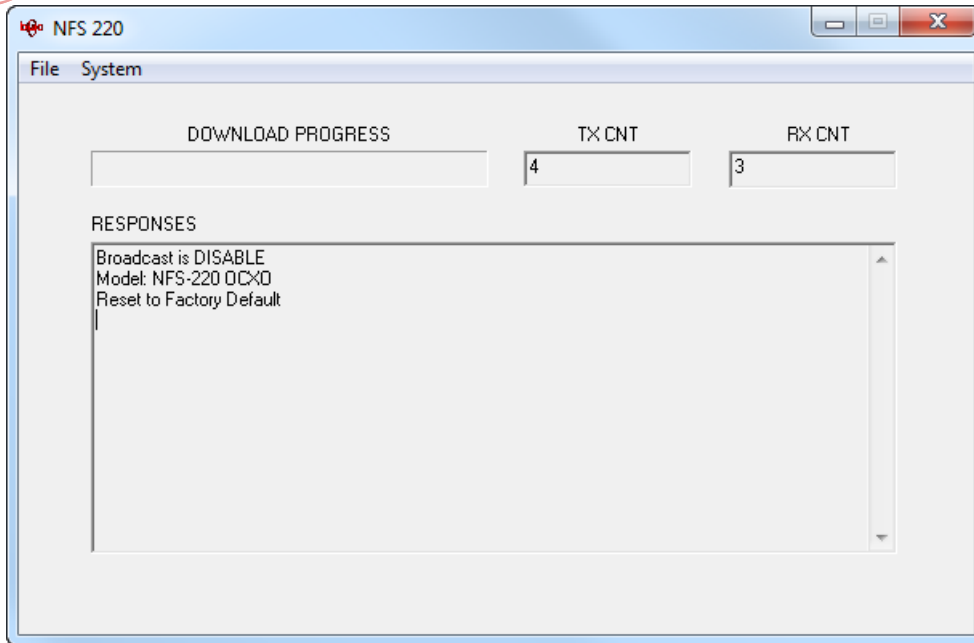 NFS 220
File System
DOWNLOAD PROGRESS TX CNT RX CNT
4 3
RESPONSES
Broadcast is DISABLE
Model: NFS-220 OCXO
Reset to Factory Default